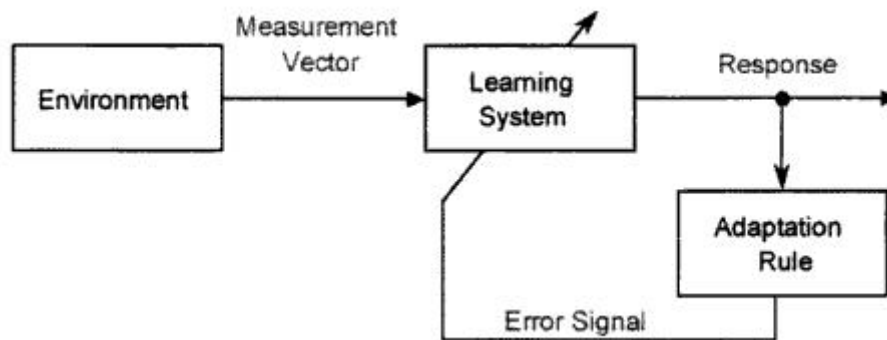 Measurement
Vector
Environment
Learning
System
Response
Adaptation
Rule
Error Signal